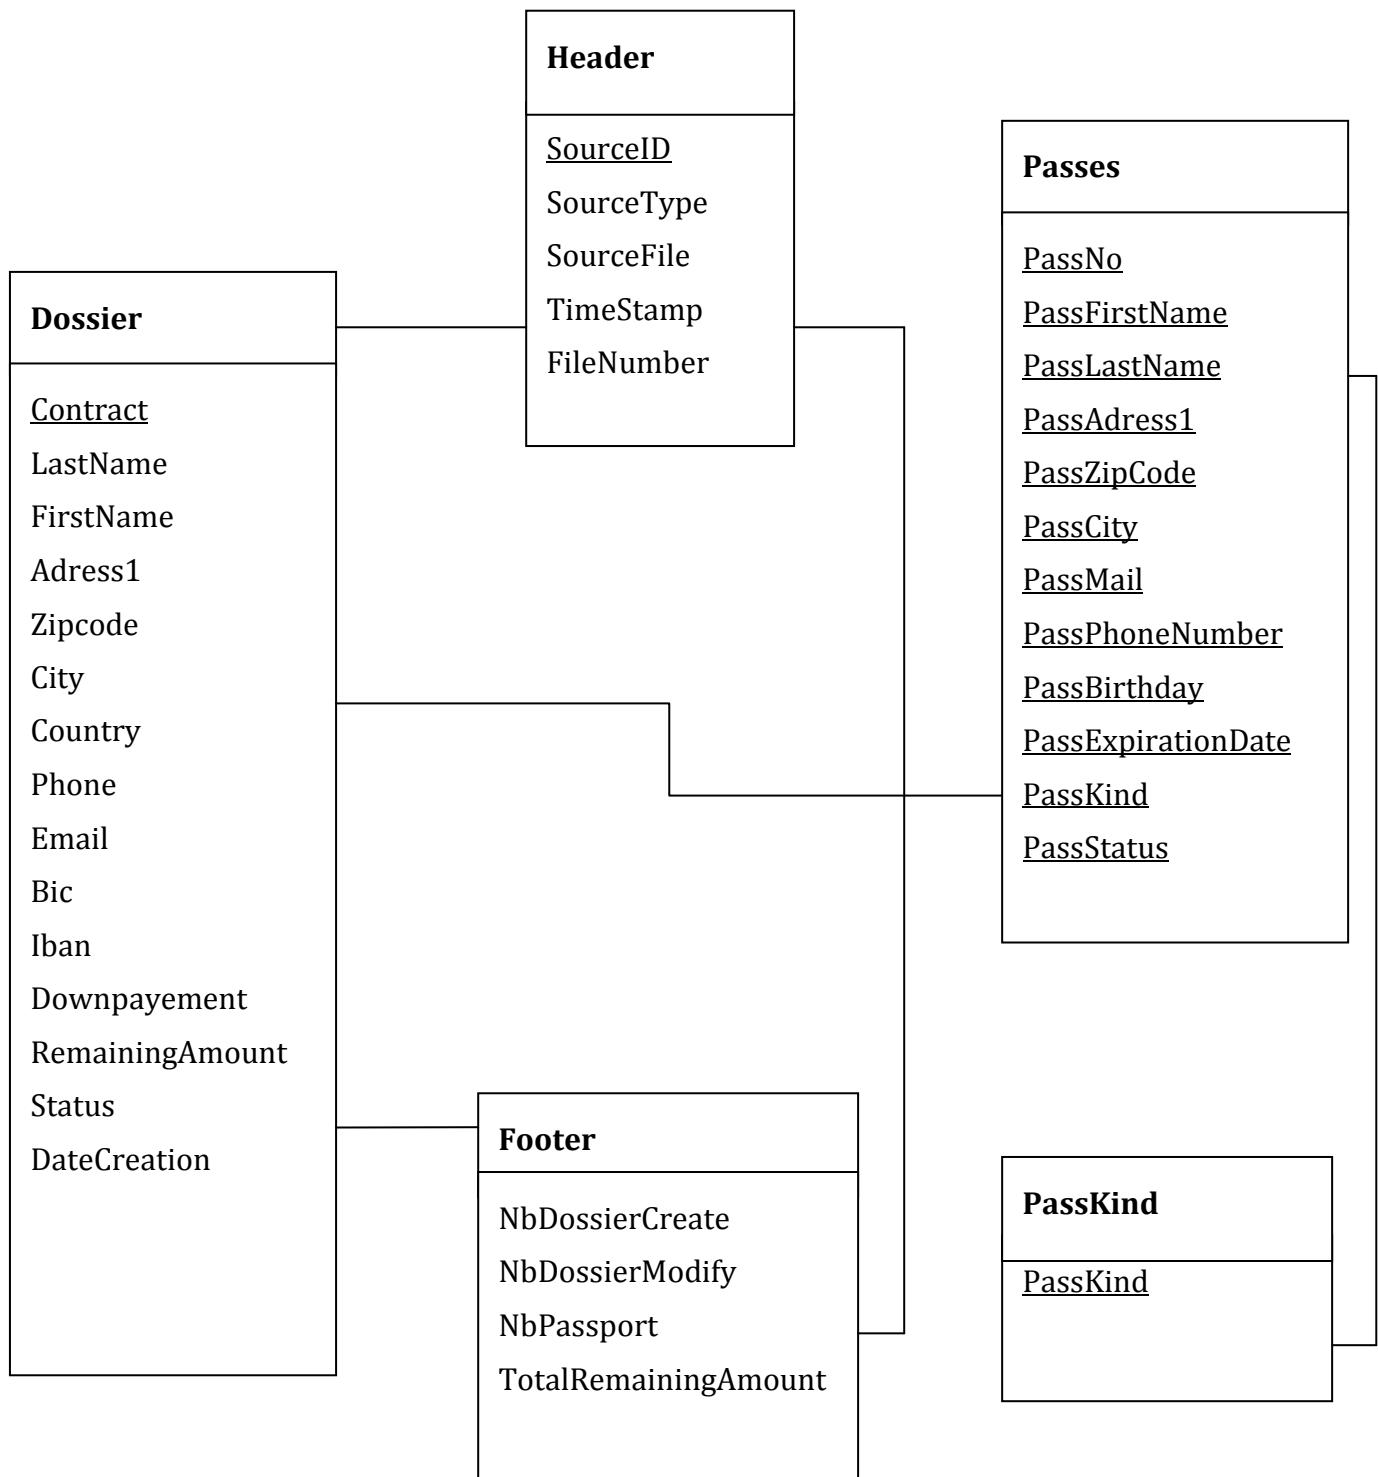 Header
SourceID
SourceType
SourceFile
TimeStamp
FileNumber
Passes
PassNo
PassFirstName
PassLastName
PassAdress1
PassZipCode
PassCity
PassMail
PassPhoneNumber
PassBirthday
PassExpirationDate
PassKind
PassStatus
Dossier
Contract
LastName
FirstName
Adress1
Zipcode
City
Country
Phone
Email
Bic
Iban
Downpayement
RemainingAmount
Status
DateCreation
Footer
NbDossierCreate
NbDossierModify
NbPassport
TotalRemainingAmount
PassKind
PassKind